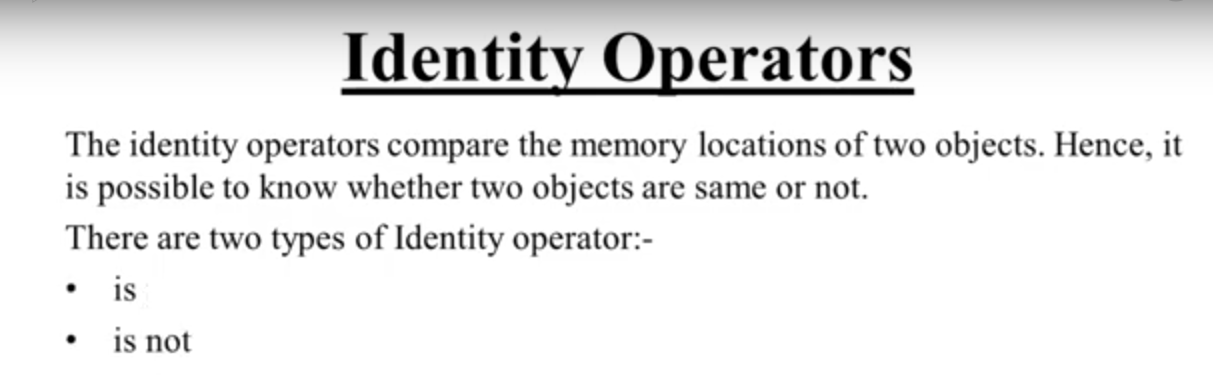 Identity Operators
The identity operators compare the memory locations of two objects. Hence, it
is possible to know whether two objects are same or not.
There are two types of Identity operator:-
• is
• is not